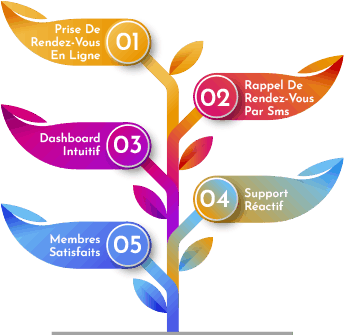 Prise De
Rendez-Vous
En Ligne
01
02
Rappel De
Rendez-Vous
Par Sms
Dashboard
Intuitif
03
04
Support
Réactif
Membres
Satisfaits
05